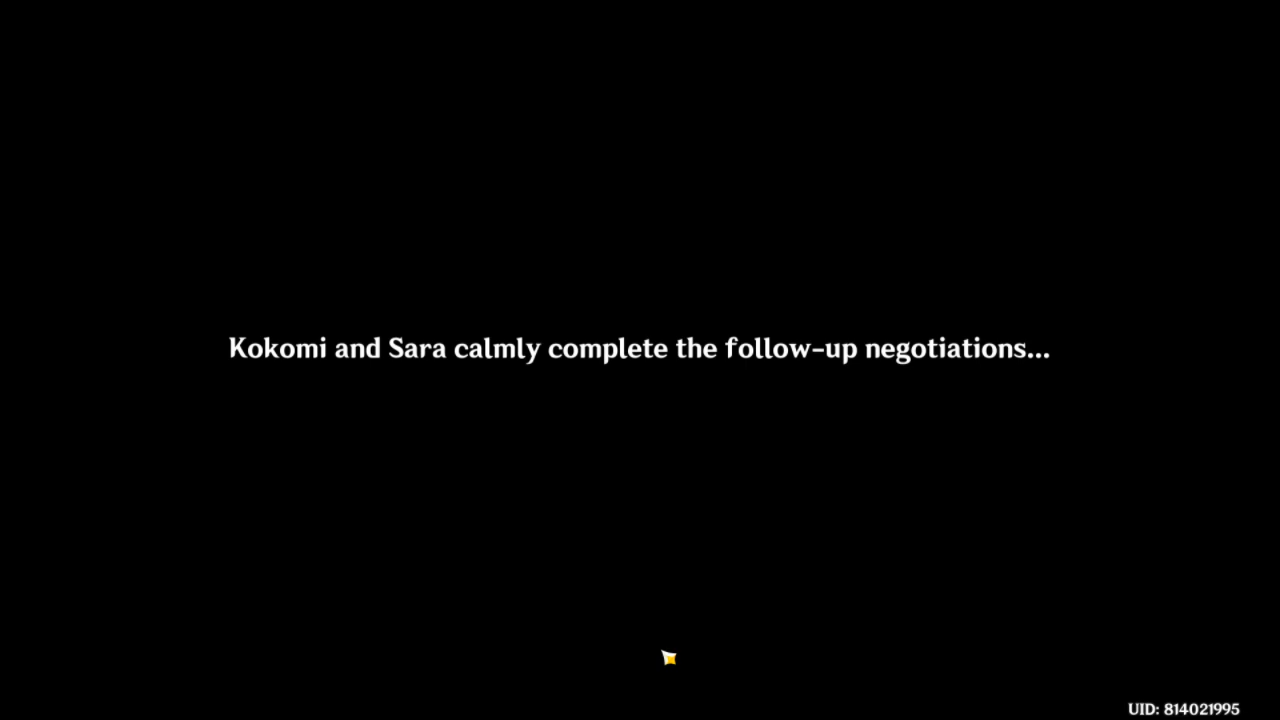 Kokomi and Sara calmly complete the follow-up negotiations...
UID: 814021995